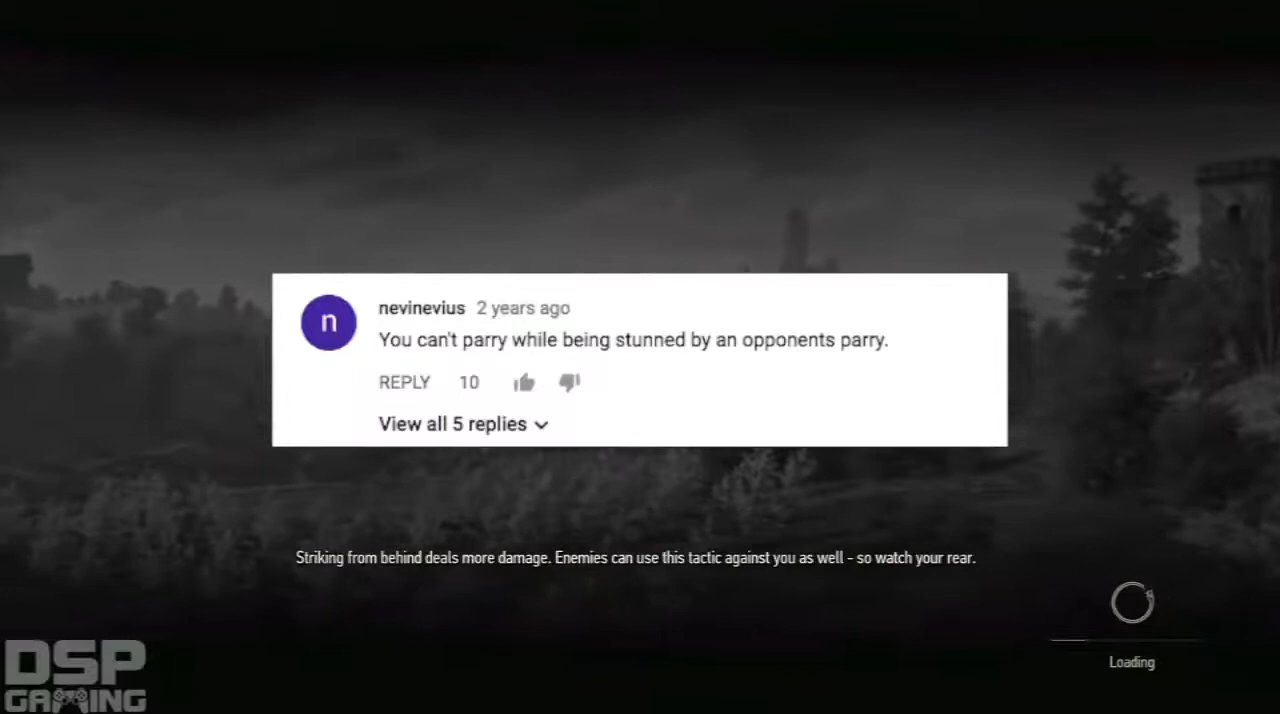 n
nevinevius 2 years ago
You can't parry while being stunned by an opponents parry.
REPLY 10
View all 5 replies
Striking from behind deals more damage. Enemies can use this tactic against you as well - so watch your rear.
Loading
DSP
GAMING